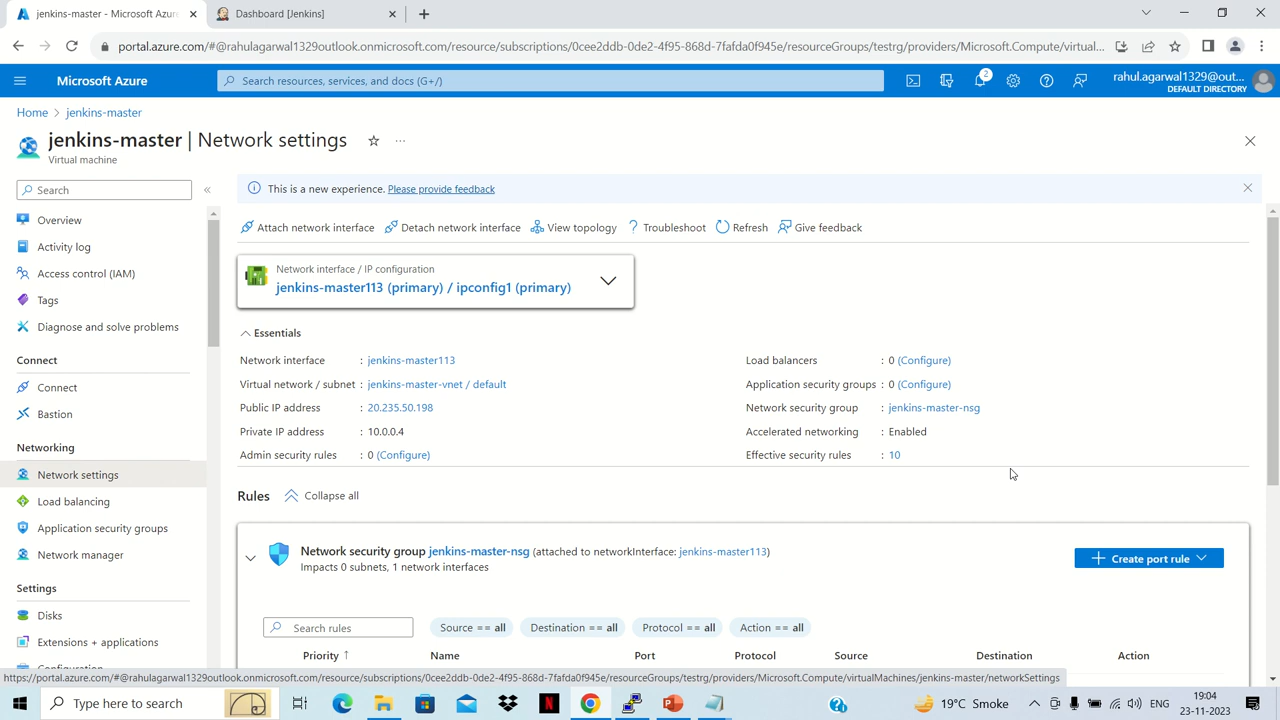 jenkins-master - Microsoft Azur
Dashboard [Jenkins]
portal.azure.com/#@rahulagarwal1329outlook.onmicrosoft.com/resource/subscriptions/0cee2ddb-0de2-4f95-868d-7fafda0f945e/resourceGroups/testrg/providers/Microsoft.Compute/virtual...
Microsoft Azure
Search resources, services, and docs (G+/)
2
rahul.agarwal1329@out...
DEFAULT DIRECTORY
Home > jenkins-master
jenkins-master | Network settings
Virtual machine
Search
Overview
Activity log
Access control (IAM)
Tags
Diagnose and solve problems
Connect
Connect
Bastion
Networking
Network settings
Load balancing
Application security groups
Network manager
Settings
Disks
Extensions + applications
Configuration
This is a new experience. Please provide feedback
Attach network interface
Detach network interface
View topology
Troubleshoot
Refresh
Give feedback
Network interface / IP configuration
jenkins-master113 (primary) / ipconfig1 (primary)
Essentials
Network interface : jenkins-master113
Virtual network / subnet : jenkins-master-vnet / default
Public IP address : 20.235.50.198
Private IP address : 10.0.0.4
Admin security rules : 0 (Configure)
Load balancers : 0 (Configure)
Application security groups : 0 (Configure)
Network security group : jenkins-master-nsg
Accelerated networking : Enabled
Effective security rules : 10
Rules
Collapse all
Network security group jenkins-master-nsg (attached to networkInterface: jenkins-master113)
Impacts 0 subnets, 1 network interfaces
Create port rule
Search rules
Source == all
Destination == all
Protocol == all
Action == all
Priority ↑ Name Port Protocol Source Destination Action
https://portal.azure.com/#@rahulagarwal1329outlook.onmicrosoft.com/resource/subscriptions/0cee2ddb-0de2-4f95-868d-7fafda0f945e/resourceGroups/testrg/providers/Microsoft.Compute/virtualMachines/jenkins-master/networkSettings
Type here to search
19°C Smoke
ENG
19:04
23-11-2023